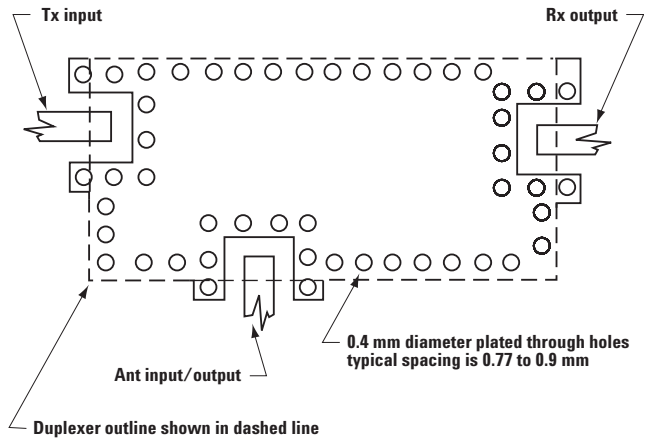 Tx input
Rx output
0.4 mm diameter plated through holes
typical spacing is 0.77 to 0.9 mm
Ant input/output
Duplexer outline shown in dashed line